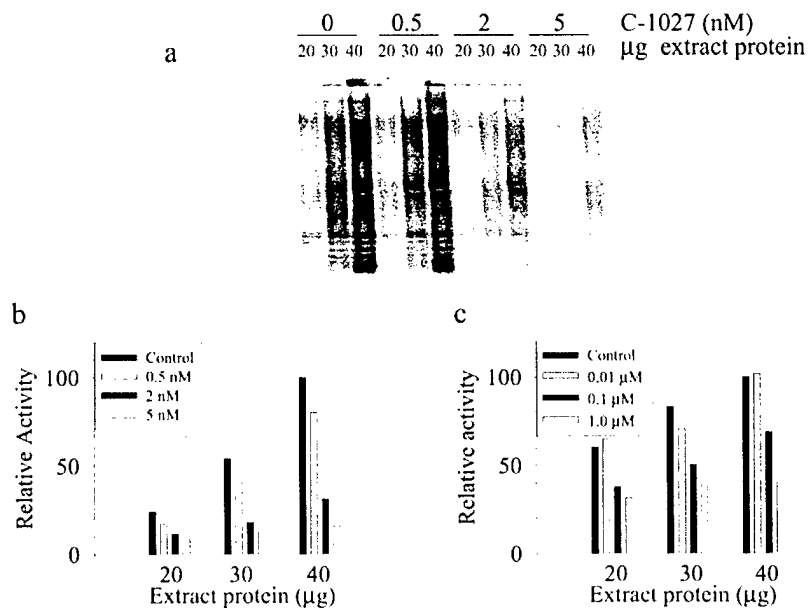 0 0.5 2 5 C-1027 (nM)
20 30 40 20 30 40 20 30 40 20 30 40 µg extract protein
a
b
Relative Activity
100
50
0
Control
0.5 nM
2 nM
5 nM
20 30 40
Extract protein (µg)
c
Relative activity
100
50
0
Control
0.01 µM
0.1 µM
1.0 µM
20 30 40
Extract protein (µg)